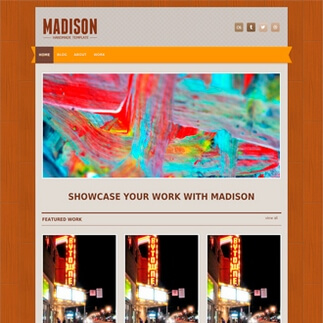 MADISON
HANDMADE TEMPLATE
HOME BLOG ABOUT WORK
SHOWCASE YOUR WORK WITH MADISON
FEATURED WORK
view all